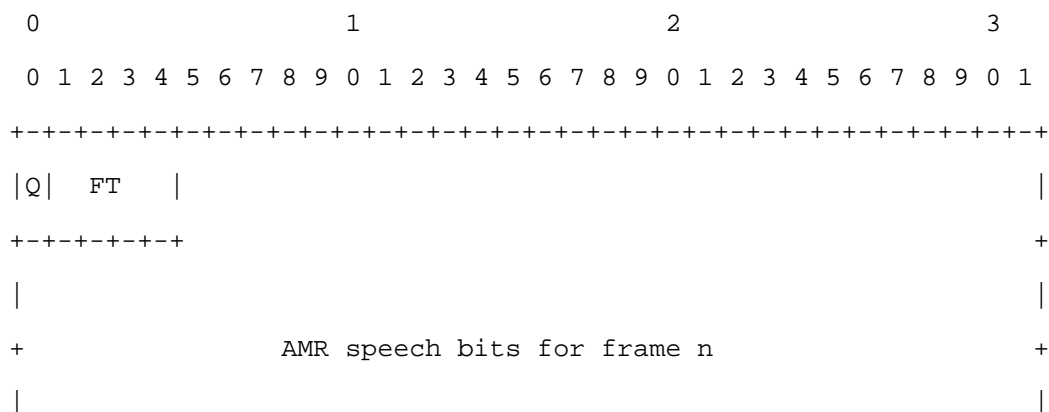 0                   1                   2                   3
 0 1 2 3 4 5 6 7 8 9 0 1 2 3 4 5 6 7 8 9 0 1 2 3 4 5 6 7 8 9 0 1
+-+-+-+-+-+-+-+-+-+-+-+-+-+-+-+-+-+-+-+-+-+-+-+-+-+-+-+-+-+-+-+-+
|Q|  FT   |                                                     |
+-+-+-+-+-+                                                     +
|                                                               |
+                AMR speech bits for frame n                    +
|                                                               |